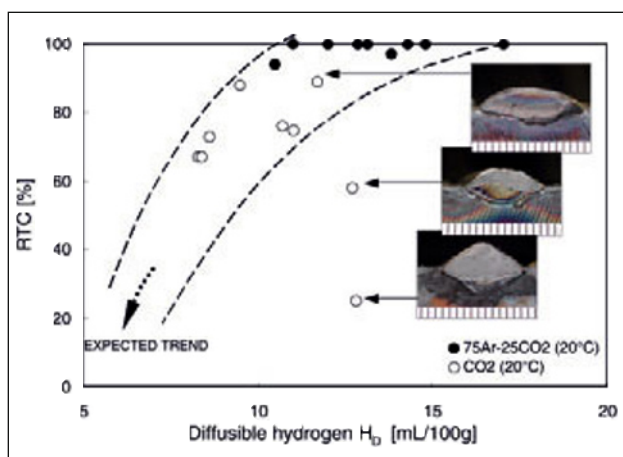 100
80
60
40
20
0
RTC [%]
EXPECTED TREND
75Ar-25CO2 (20°C)
CO2 (20°C)
5
10
15
20
Diffusible hydrogen H_D [mL/100g]